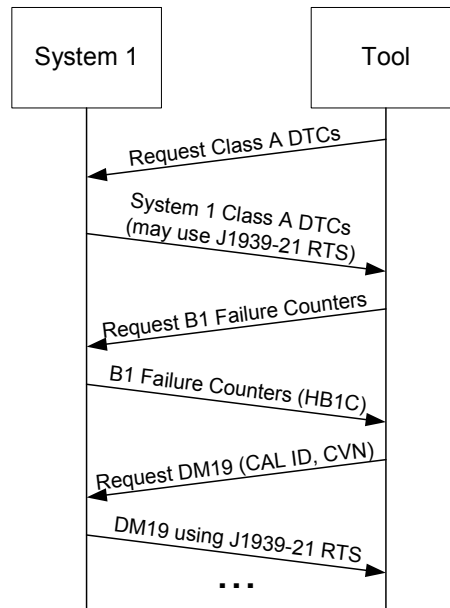 System 1
Tool
Request Class A DTCs
System 1 Class A DTCs
(may use J1939-21 RTS)
Request B1 Failure Counters
B1 Failure Counters (HB1C)
Request DM19 (CAL ID, CVN)
DM19 using J1939-21 RTS
...